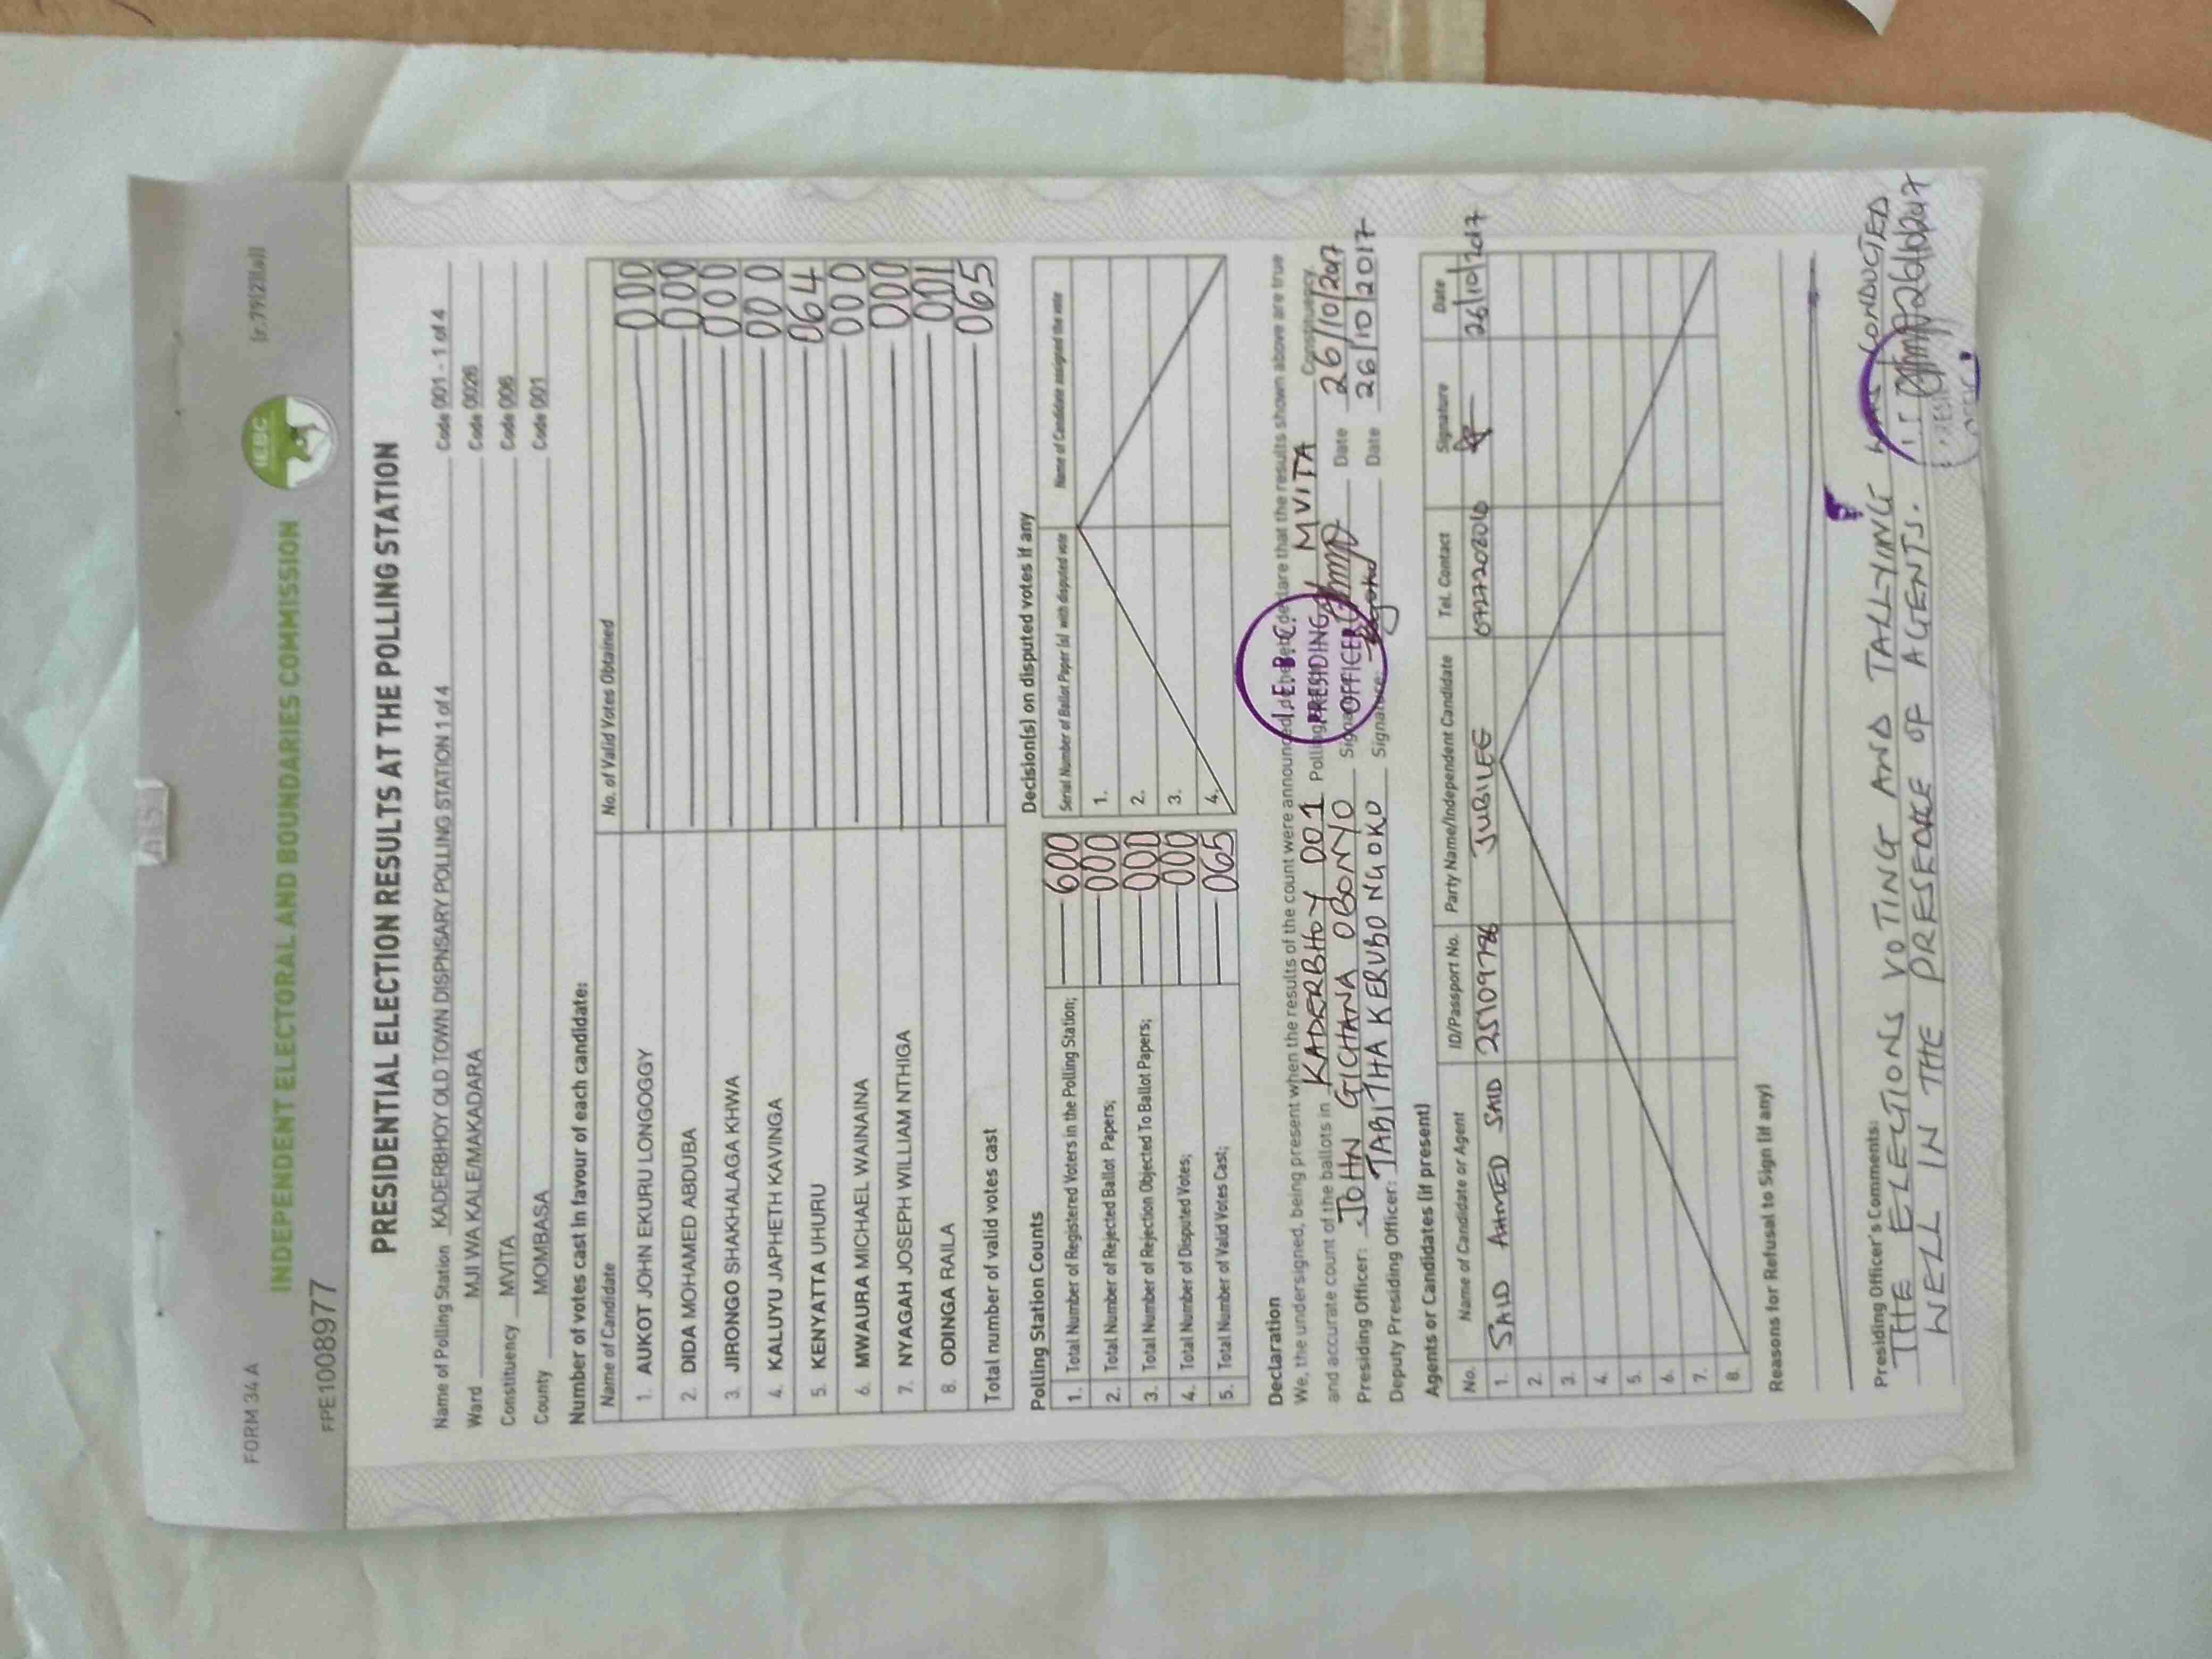 FORM 34 A
INDEPENDENT ELECTORAL AND BOUNDARIES COMMISSION
IEBC
FPE1008977
PRESIDENTIAL ELECTION RESULTS AT THE POLLING STATION
Name of Polling Station KADERBHOY OLD TOWN DISPNSARY POLLING STATION 1 of 4 Code 001 - 1 of 4
Ward MJI WA KALE/MAKADARA Code 0026
Constituency MVITA Code 006
County MOMBASA Code 001
Number of votes cast in favour of each candidate:
Name of Candidate No. of Valid Votes Obtained
1. AUKOT JOHN EKURU LONGOGGY 000
2. DIDA MOHAMED ABDUBA 000
3. JIRONGO SHAKHALAGA KHWA 000
4. KALUYU JAPHETH KAVINGA 000
5. KENYATTA UHURU 064
6. MWAURA MICHAEL WAINAINA 000
7. NYAGAH JOSEPH WILLIAM NTHIGA 000
8. ODINGA RAILA 001
Total number of valid votes cast 065
Polling Station Counts
1. Total Number of Registered Voters in the Polling Station; 600
2. Total Number of Rejected Ballot Papers; 000
3. Total Number of Rejection Objected To Ballot Papers; 000
4. Total Number of Disputed Votes; 000
5. Total Number of Valid Votes Cast; 065
Decision(s) on disputed votes if any
Serial Number of Ballot Paper (s) with disputed vote Name of Candidate assigned the vote
1.
2.
3.
4.
Declaration
We, the undersigned, being present when the results of the count were announced, do hereby declare that the results shown above are true
and accurate count of the ballots in KADERBHOY 001 Polling MVITA Constituency.
Presiding Officer: JOHN GICHANA OBONYO Signature Date 26/10/2017
Deputy Presiding Officer: TABITHA KERUBO NGOKO Signature: Date 26/10/2017
I.E.B.C.
PRESIDING
OFFICER
Agents or Candidates (if present)
No. Name of Candidate or Agent ID/Passport No. Party Name/Independent Candidate Tel. Contact Signature Date
1. SAID AHMED SAID 25109786 JUBILEE 0727202016 26/10/2017
2.
3.
4.
5.
6.
7.
8.
Reasons for Refusal to Sign (if any)
Presiding Officer's Comments:
THE ELECTIONS VOTING AND TALLYING WAS CONDUCTED
WELL IN THE PRESENCE OF AGENTS. 26/10/2017